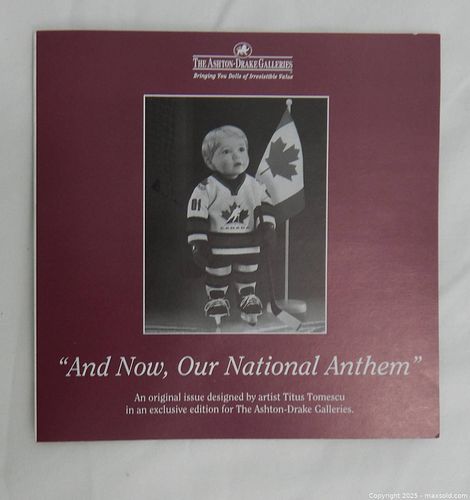 THE ASHTON-DRAKE GALLERIES
Bringing You Dolls of Irresistible Value
01
CANADA
“And Now, Our National Anthem”
An original issue designed by artist Titus Tomescu
in an exclusive edition for The Ashton-Drake Galleries.
Copyright 2025 - maxsold.com